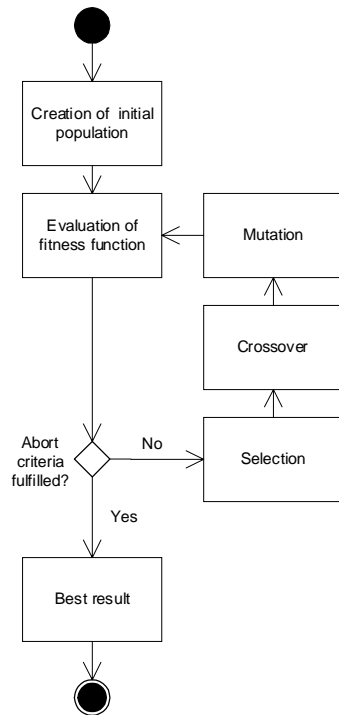 Creation of initial
population
Evaluation of
fitness function
Mutation
Crossover
Abort
criteria
fulfilled?
No
Selection
Yes
Best result